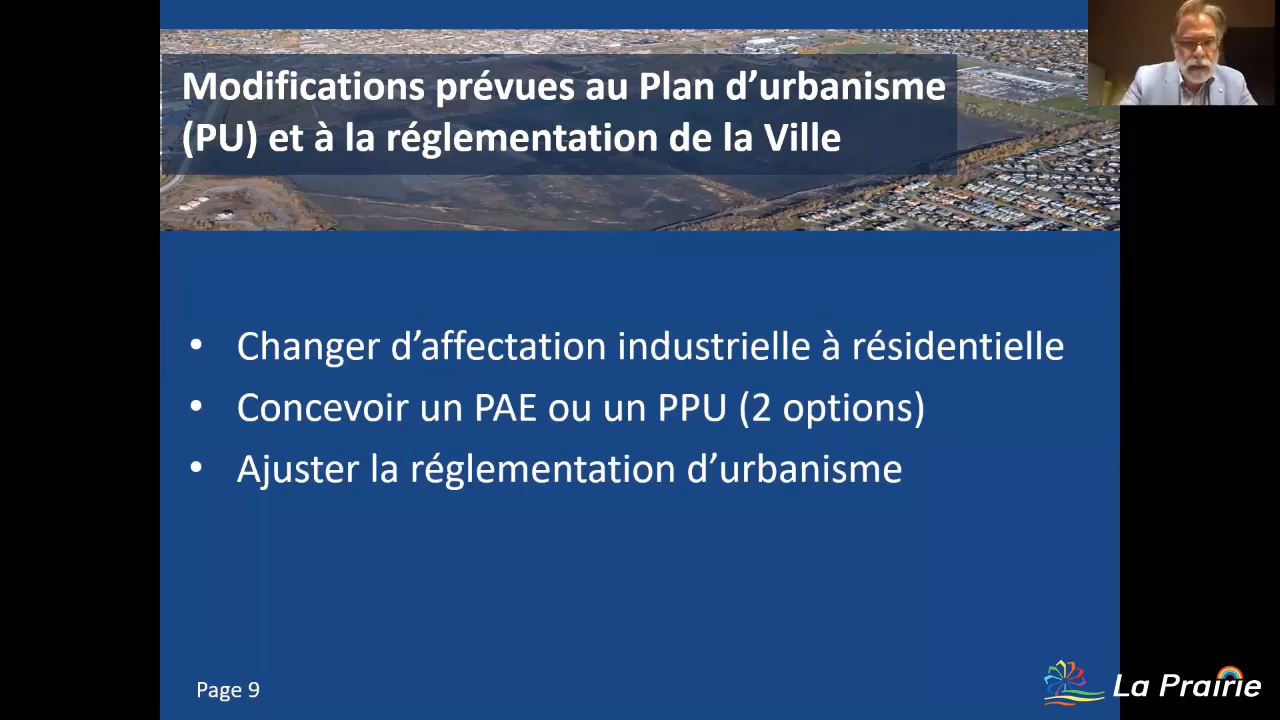 Modifications prévues au Plan d’urbanisme
(PU) et à la réglementation de la Ville
• Changer d’affectation industrielle à résidentielle
• Concevoir un PAE ou un PPU (2 options)
• Ajuster la réglementation d’urbanisme
Page 9
La Prairie